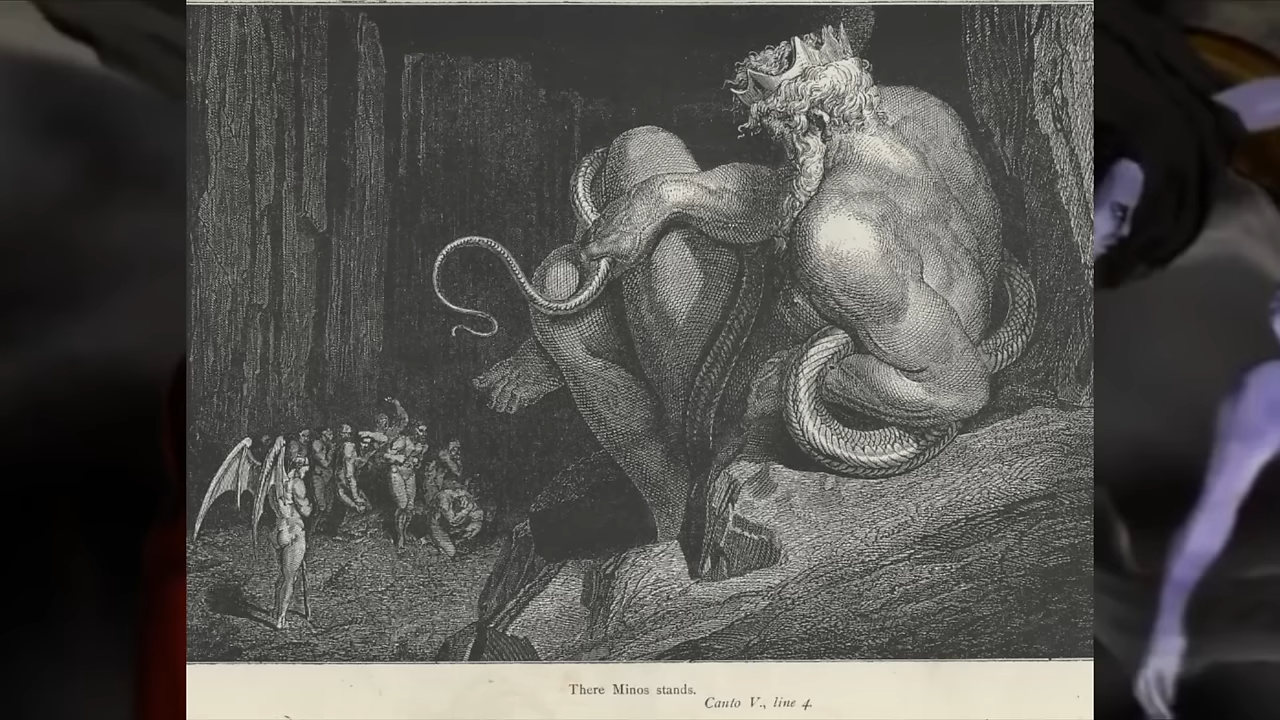 There Minos stands.
Canto V., line 4.